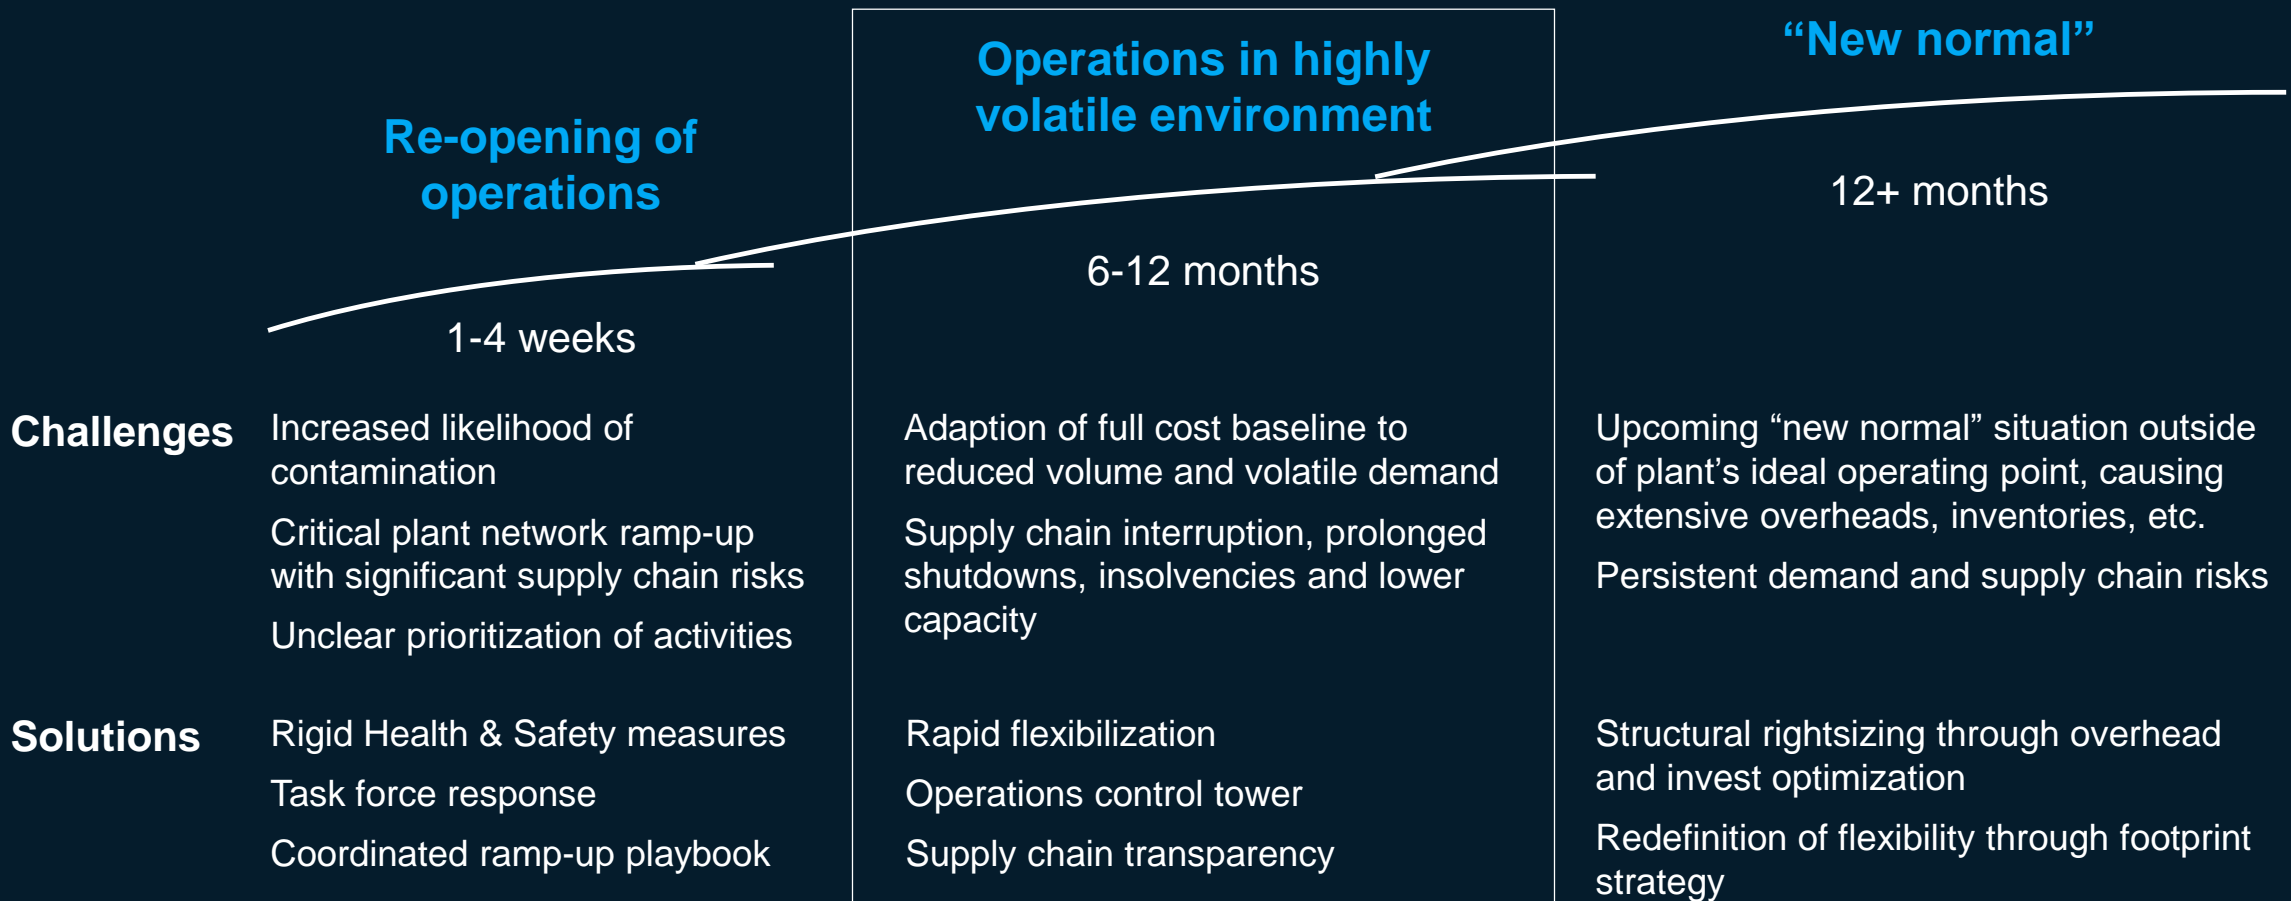 Re-opening of
operations
1-4 weeks
Operations in highly
volatile environment
6-12 months
“New normal”
12+ months
Challenges
Increased likelihood of
contamination
Critical plant network ramp-up
with significant supply chain risks
Unclear prioritization of activities
Adaption of full cost baseline to
reduced volume and volatile demand
Supply chain interruption, prolonged
shutdowns, insolvencies and lower
capacity
Upcoming “new normal” situation outside
of plant’s ideal operating point, causing
extensive overheads, inventories, etc.
Persistent demand and supply chain risks
Solutions
Rigid Health & Safety measures
Task force response
Coordinated ramp-up playbook
Rapid flexibilization
Operations control tower
Supply chain transparency
Structural rightsizing through overhead
and invest optimization
Redefinition of flexibility through footprint
strategy